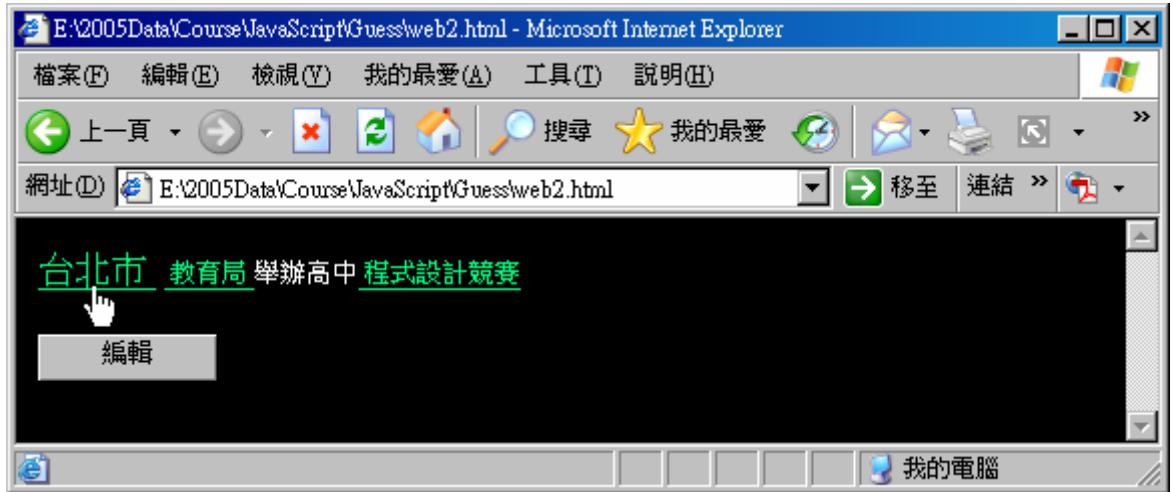 E:\2005Data\Course\JavaScript\Guess\web2.html - Microsoft Internet Explorer
檔案(F) 編輯(E) 檢視(V) 我的最愛(A) 工具(T) 說明(H)
上一頁 搜尋 我的最愛 »
網址(D) E:\2005Data\Course\JavaScript\Guess\web2.html 移至 連結 »
台北市 教育局 舉辦高中 程式設計競賽
編輯
我的電腦